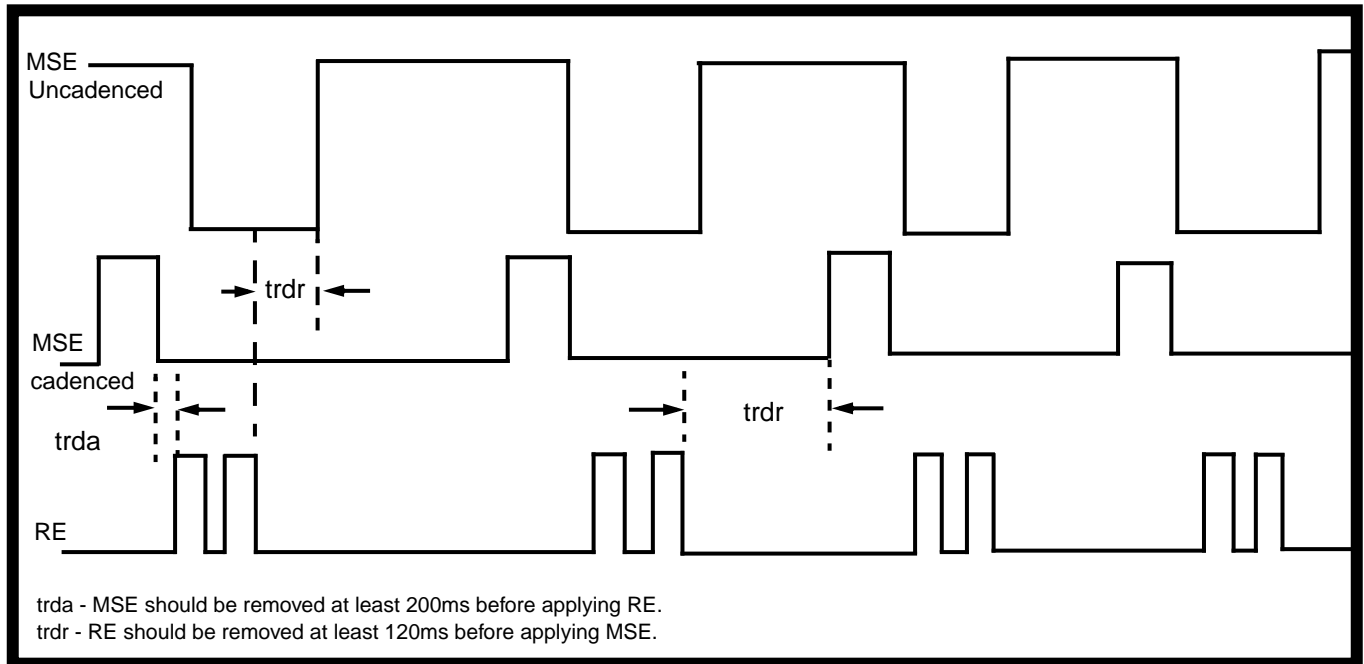 MSE
Uncadenced
trdr
MSE
cadenced
trda
trdr
RE
trda - MSE should be removed at least 200ms before applying RE.
trdr - RE should be removed at least 120ms before applying MSE.